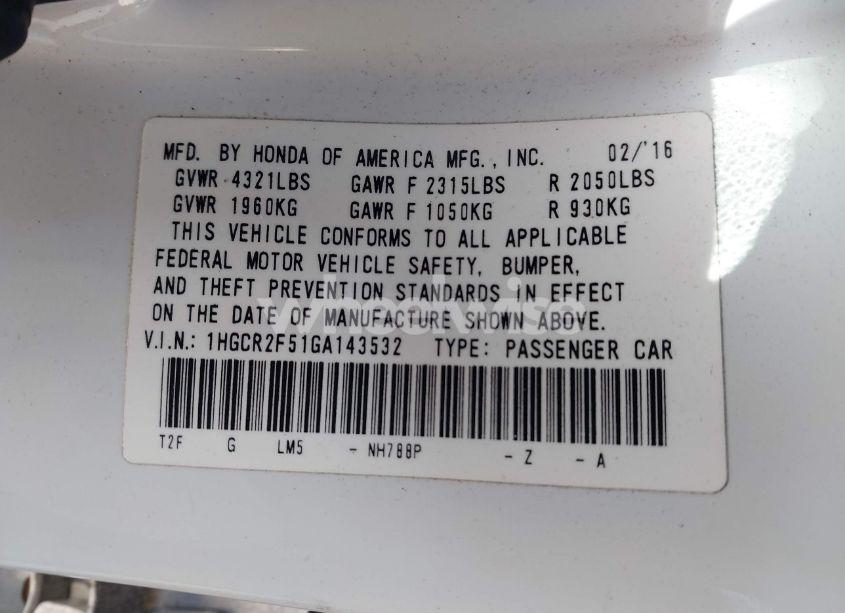 MFD. BY HONDA OF AMERICA MFG., INC. 02/'16
GVWR 4321LBS GAWR F 2315LBS R 2050LBS
GVWR 1960KG GAWR F 1050KG R 930KG
THIS VEHICLE CONFORMS TO ALL APPLICABLE
FEDERAL MOTOR VEHICLE SAFETY, BUMPER,
AND THEFT PREVENTION STANDARDS IN EFFECT
ON THE DATE OF MANUFACTURE SHOWN ABOVE.
V.I.N.: 1HGCR2F51GA143532 TYPE: PASSENGER CAR
T2F G LM5 - NH788P - Z - A